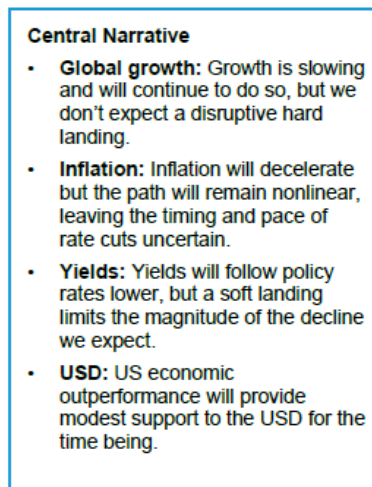 Central Narrative
• Global growth: Growth is slowing
and will continue to do so, but we
don't expect a disruptive hard
landing.
• Inflation: Inflation will decelerate
but the path will remain nonlinear,
leaving the timing and pace of
rate cuts uncertain.
• Yields: Yields will follow policy
rates lower, but a soft landing
limits the magnitude of the decline
we expect.
• USD: US economic
outperformance will provide
modest support to the USD for the
time being.